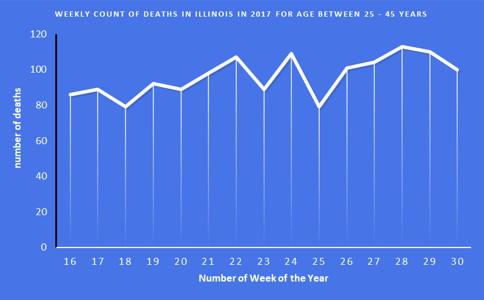 WEEKLY COUNT OF DEATHS IN ILLINOIS IN 2017 FOR AGE BETWEEN 25 - 45 YEARS
120
100
80
60
40
20
0
number of deaths
16 17 18 19 20 21 22 23 24 25 26 27 28 29 30
Number of Week of the Year